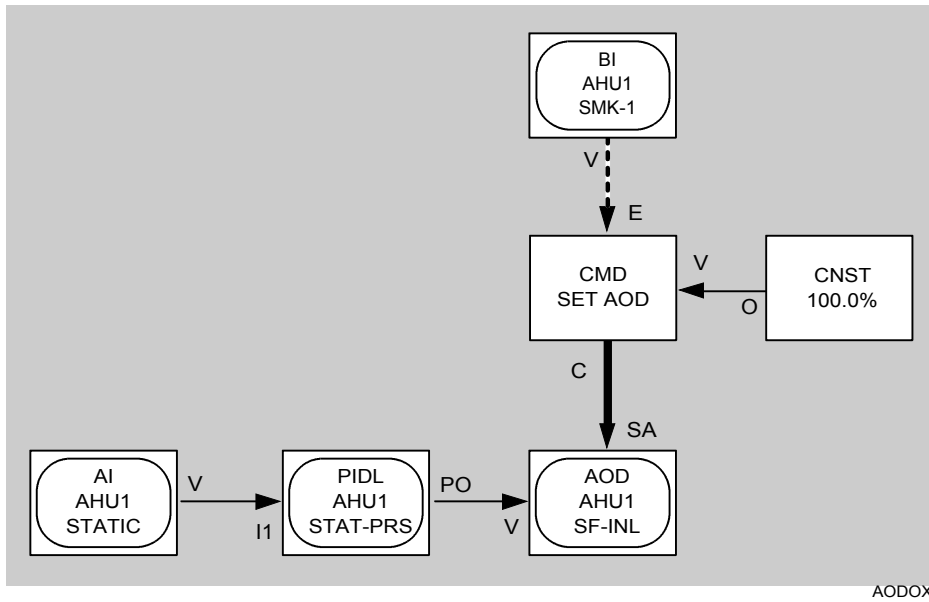 BI
AHU1
SMK-1
V
E
CMD
SET AOD
V
O
CNST
100.0%
C
SA
AI
AHU1
STATIC
V
I1
PIDL
AHU1
STAT-PRS
PO
V
AOD
AHU1
SF-INL
AODOX